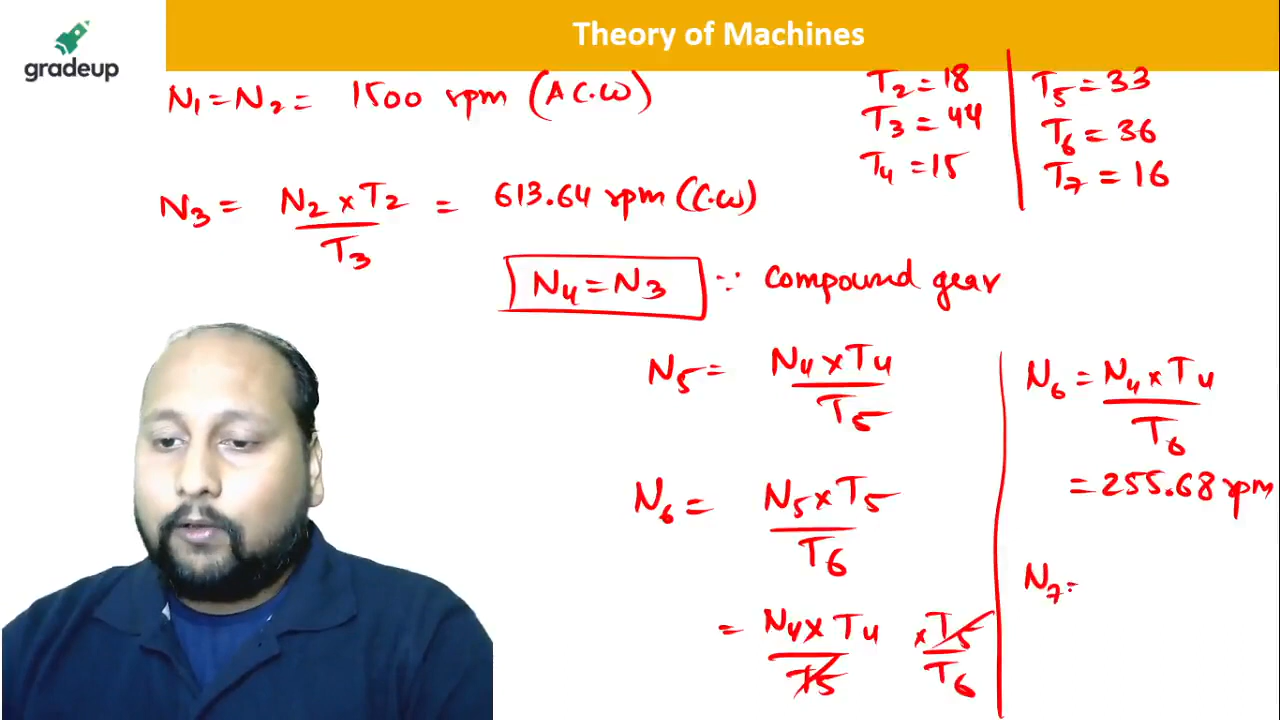 Theory of Machines
gradeup
N₁ = N₂ = 1500 rpm (A C.W)
T₂ = 18
T₃ = 44
T₄ = 15
T₅ = 33
T₆ = 36
T₇ = 16
N₃ = N₂ × T₂ / T₃ = 613.64 rpm (C.W)
N₄ = N₃ ∵ Compound gear
N₅ = N₄ × T₄ / T₅
N₆ = N₅ × T₅ / T₆
= N₄ × T₄ / T₅ × T₅ / T₆
N₆ = N₄ × T₄ / T₆
= 255.68 rpm
N₇ =